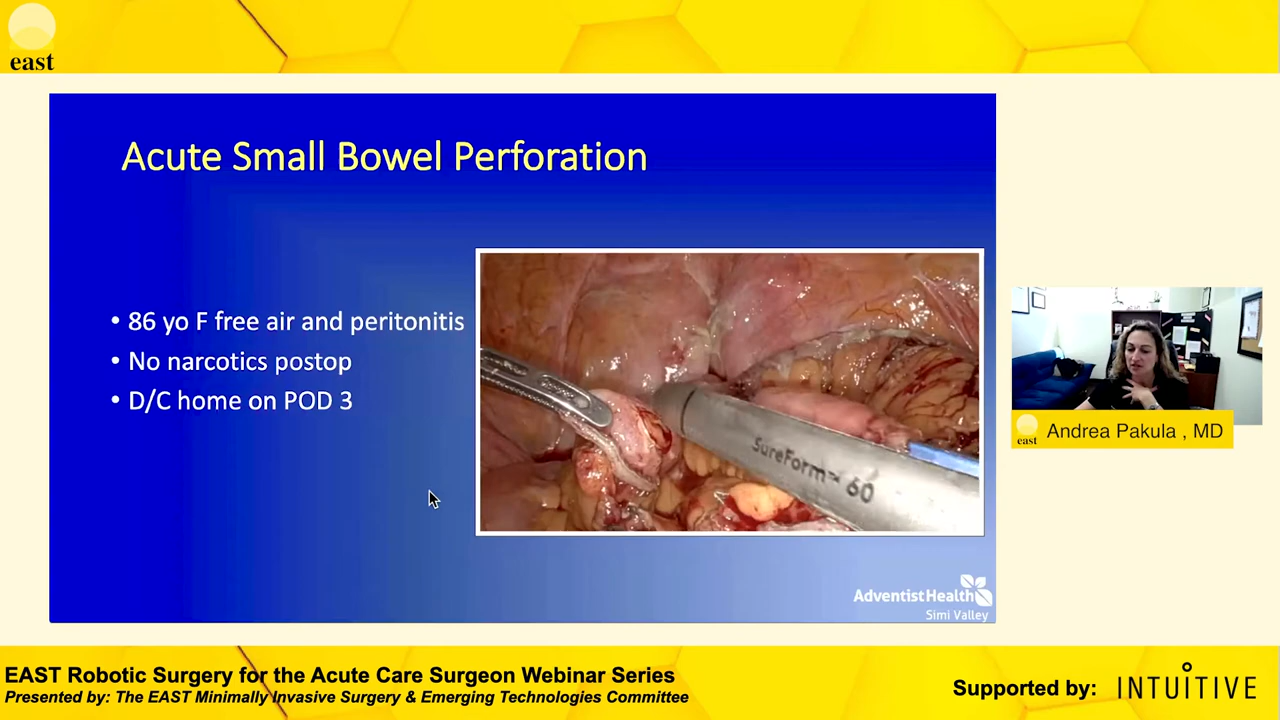 east
Acute Small Bowel Perforation
• 86 yo F free air and peritonitis
• No narcotics postop
• D/C home on POD 3
SureForm™ 60
AdventistHealth
Simi Valley
east
Andrea Pakula , MD
EAST Robotic Surgery for the Acute Care Surgeon Webinar Series
Presented by: The EAST Minimally Invasive Surgery & Emerging Technologies Committee
Supported by: INTUITIVE